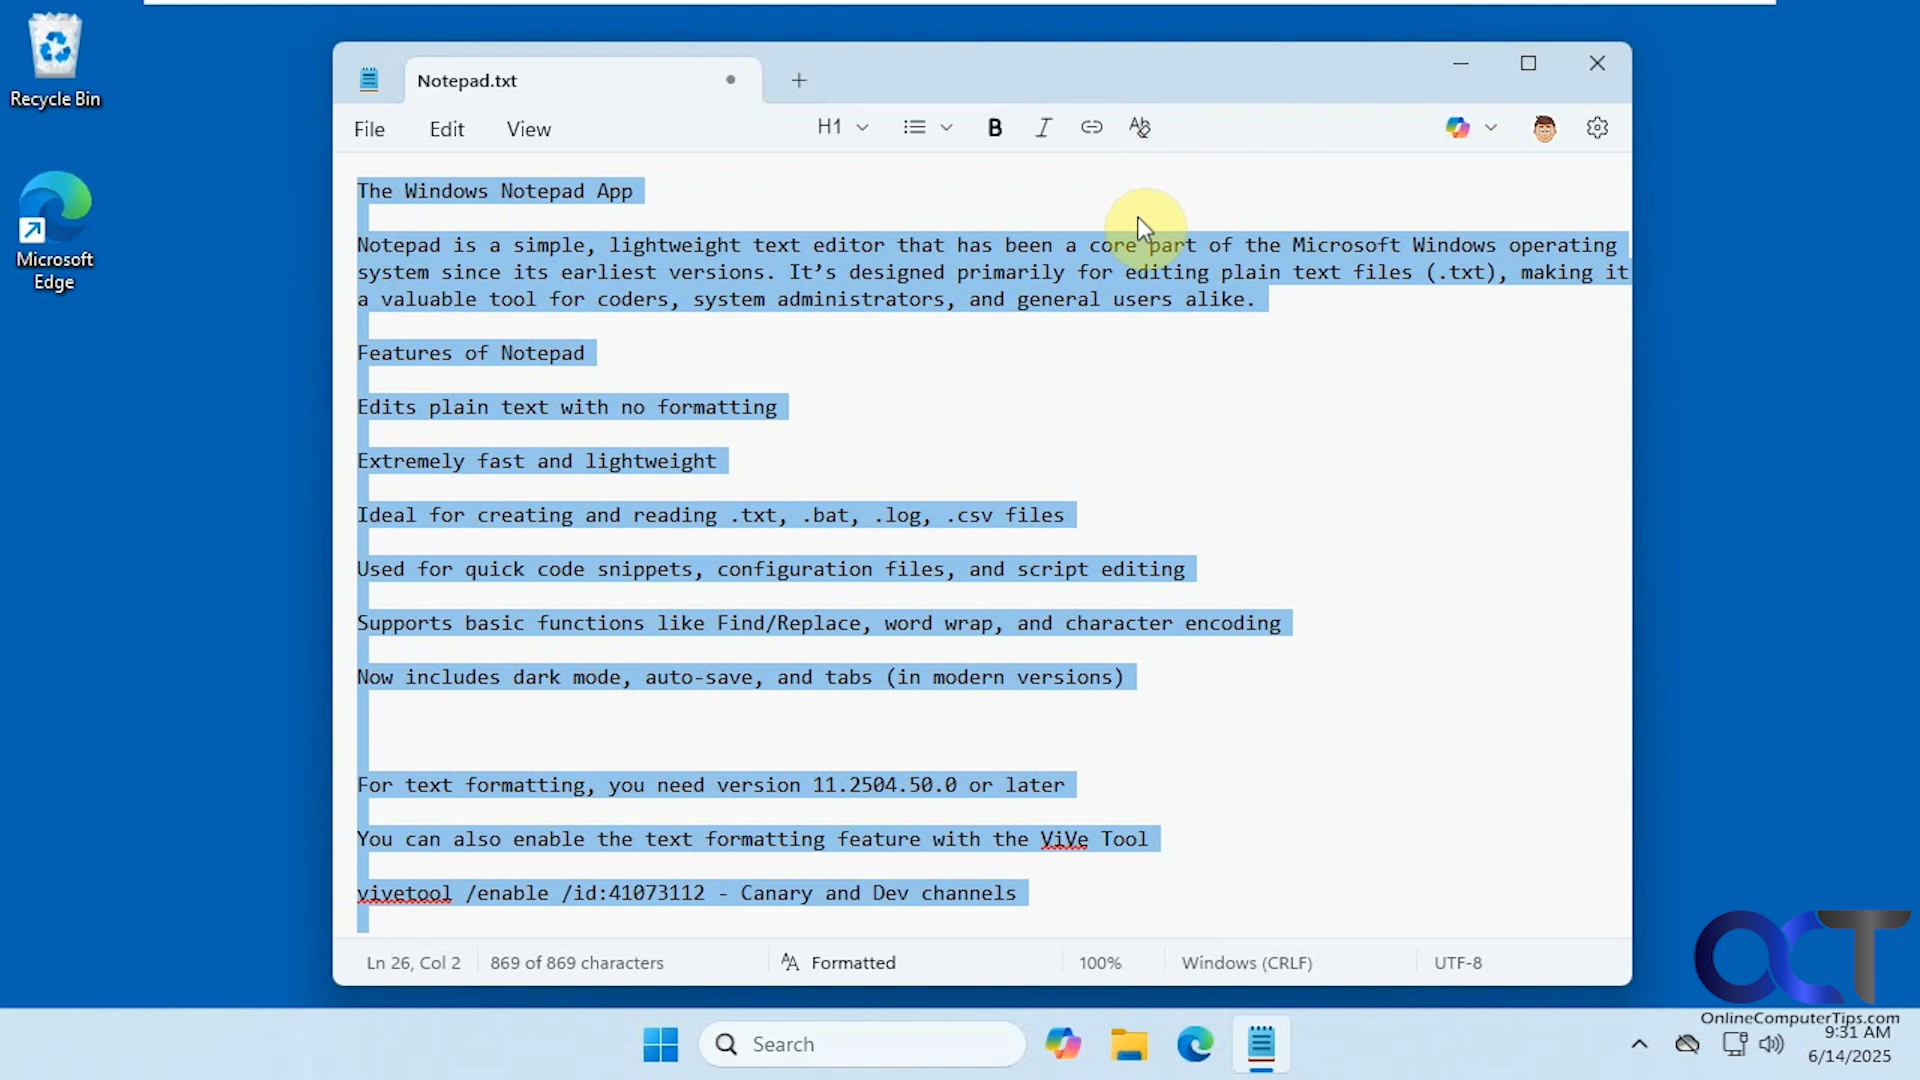 Recycle Bin
Microsoft
Edge
Notepad.txt
File
Edit
View
H1
B
I
The Windows Notepad App
Notepad is a simple, lightweight text editor that has been a core part of the Microsoft Windows operating
system since its earliest versions. It’s designed primarily for editing plain text files (.txt), making it
a valuable tool for coders, system administrators, and general users alike.
Features of Notepad
Edits plain text with no formatting
Extremely fast and lightweight
Ideal for creating and reading .txt, .bat, .log, .csv files
Used for quick code snippets, configuration files, and script editing
Supports basic functions like Find/Replace, word wrap, and character encoding
Now includes dark mode, auto-save, and tabs (in modern versions)
For text formatting, you need version 11.2504.50.0 or later
You can also enable the text formatting feature with the ViVe Tool
vivetool /enable /id:41073112 - Canary and Dev channels
Ln 26, Col 2
869 of 869 characters
Formatted
100%
Windows (CRLF)
UTF-8
OCT
OnlineComputerTips.com
Search
9:31 AM
6/14/2025